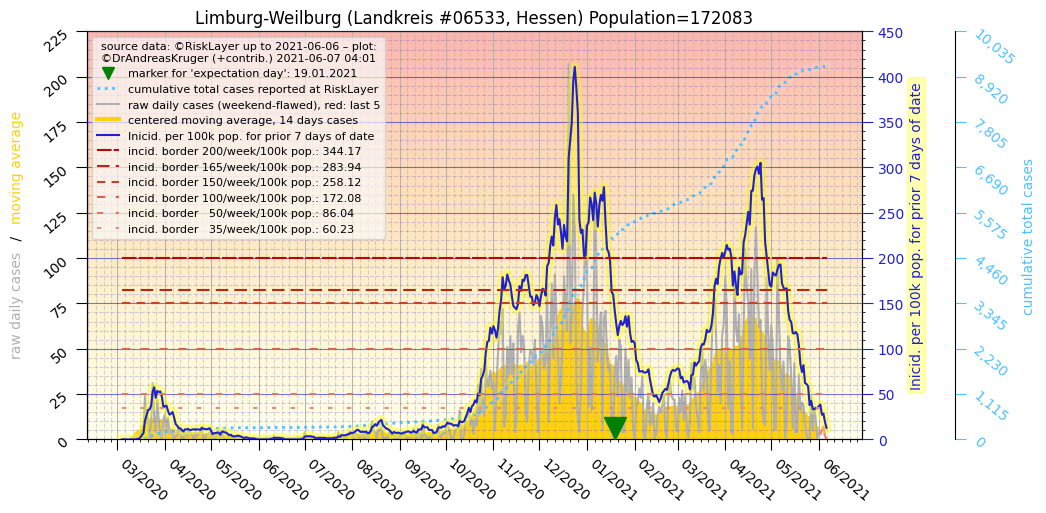 Limburg-Weilburg (Landkreis #06533, Hessen) Population=172083
source data: ©RiskLayer up to 2021-06-06 – plot:
©DrAndreasKruger (+contrib.) 2021-06-07 04:01
marker for 'expectation day': 19.01.2021
cumulative total cases reported at RiskLayer
raw daily cases (weekend-flawed), red: last 5
centered moving average, 14 days cases
Inicid. per 100k pop. for prior 7 days of date
incid. border 200/week/100k pop.: 344.17
incid. border 165/week/100k pop.: 283.94
incid. border 150/week/100k pop.: 258.12
incid. border 100/week/100k pop.: 172.08
incid. border   50/week/100k pop.: 86.04
incid. border   35/week/100k pop.: 60.23
raw daily cases / moving average
225
200
175
150
125
100
75
50
25
0
03/2020
04/2020
05/2020
06/2020
07/2020
08/2020
09/2020
10/2020
11/2020
12/2020
01/2021
02/2021
03/2021
04/2021
05/2021
06/2021
450
400
350
300
250
200
150
100
50
0
Inicid. per 100k pop. for prior 7 days of date
10,035
8,920
7,805
6,690
5,575
4,460
3,345
2,230
1,115
0
cumulative total cases